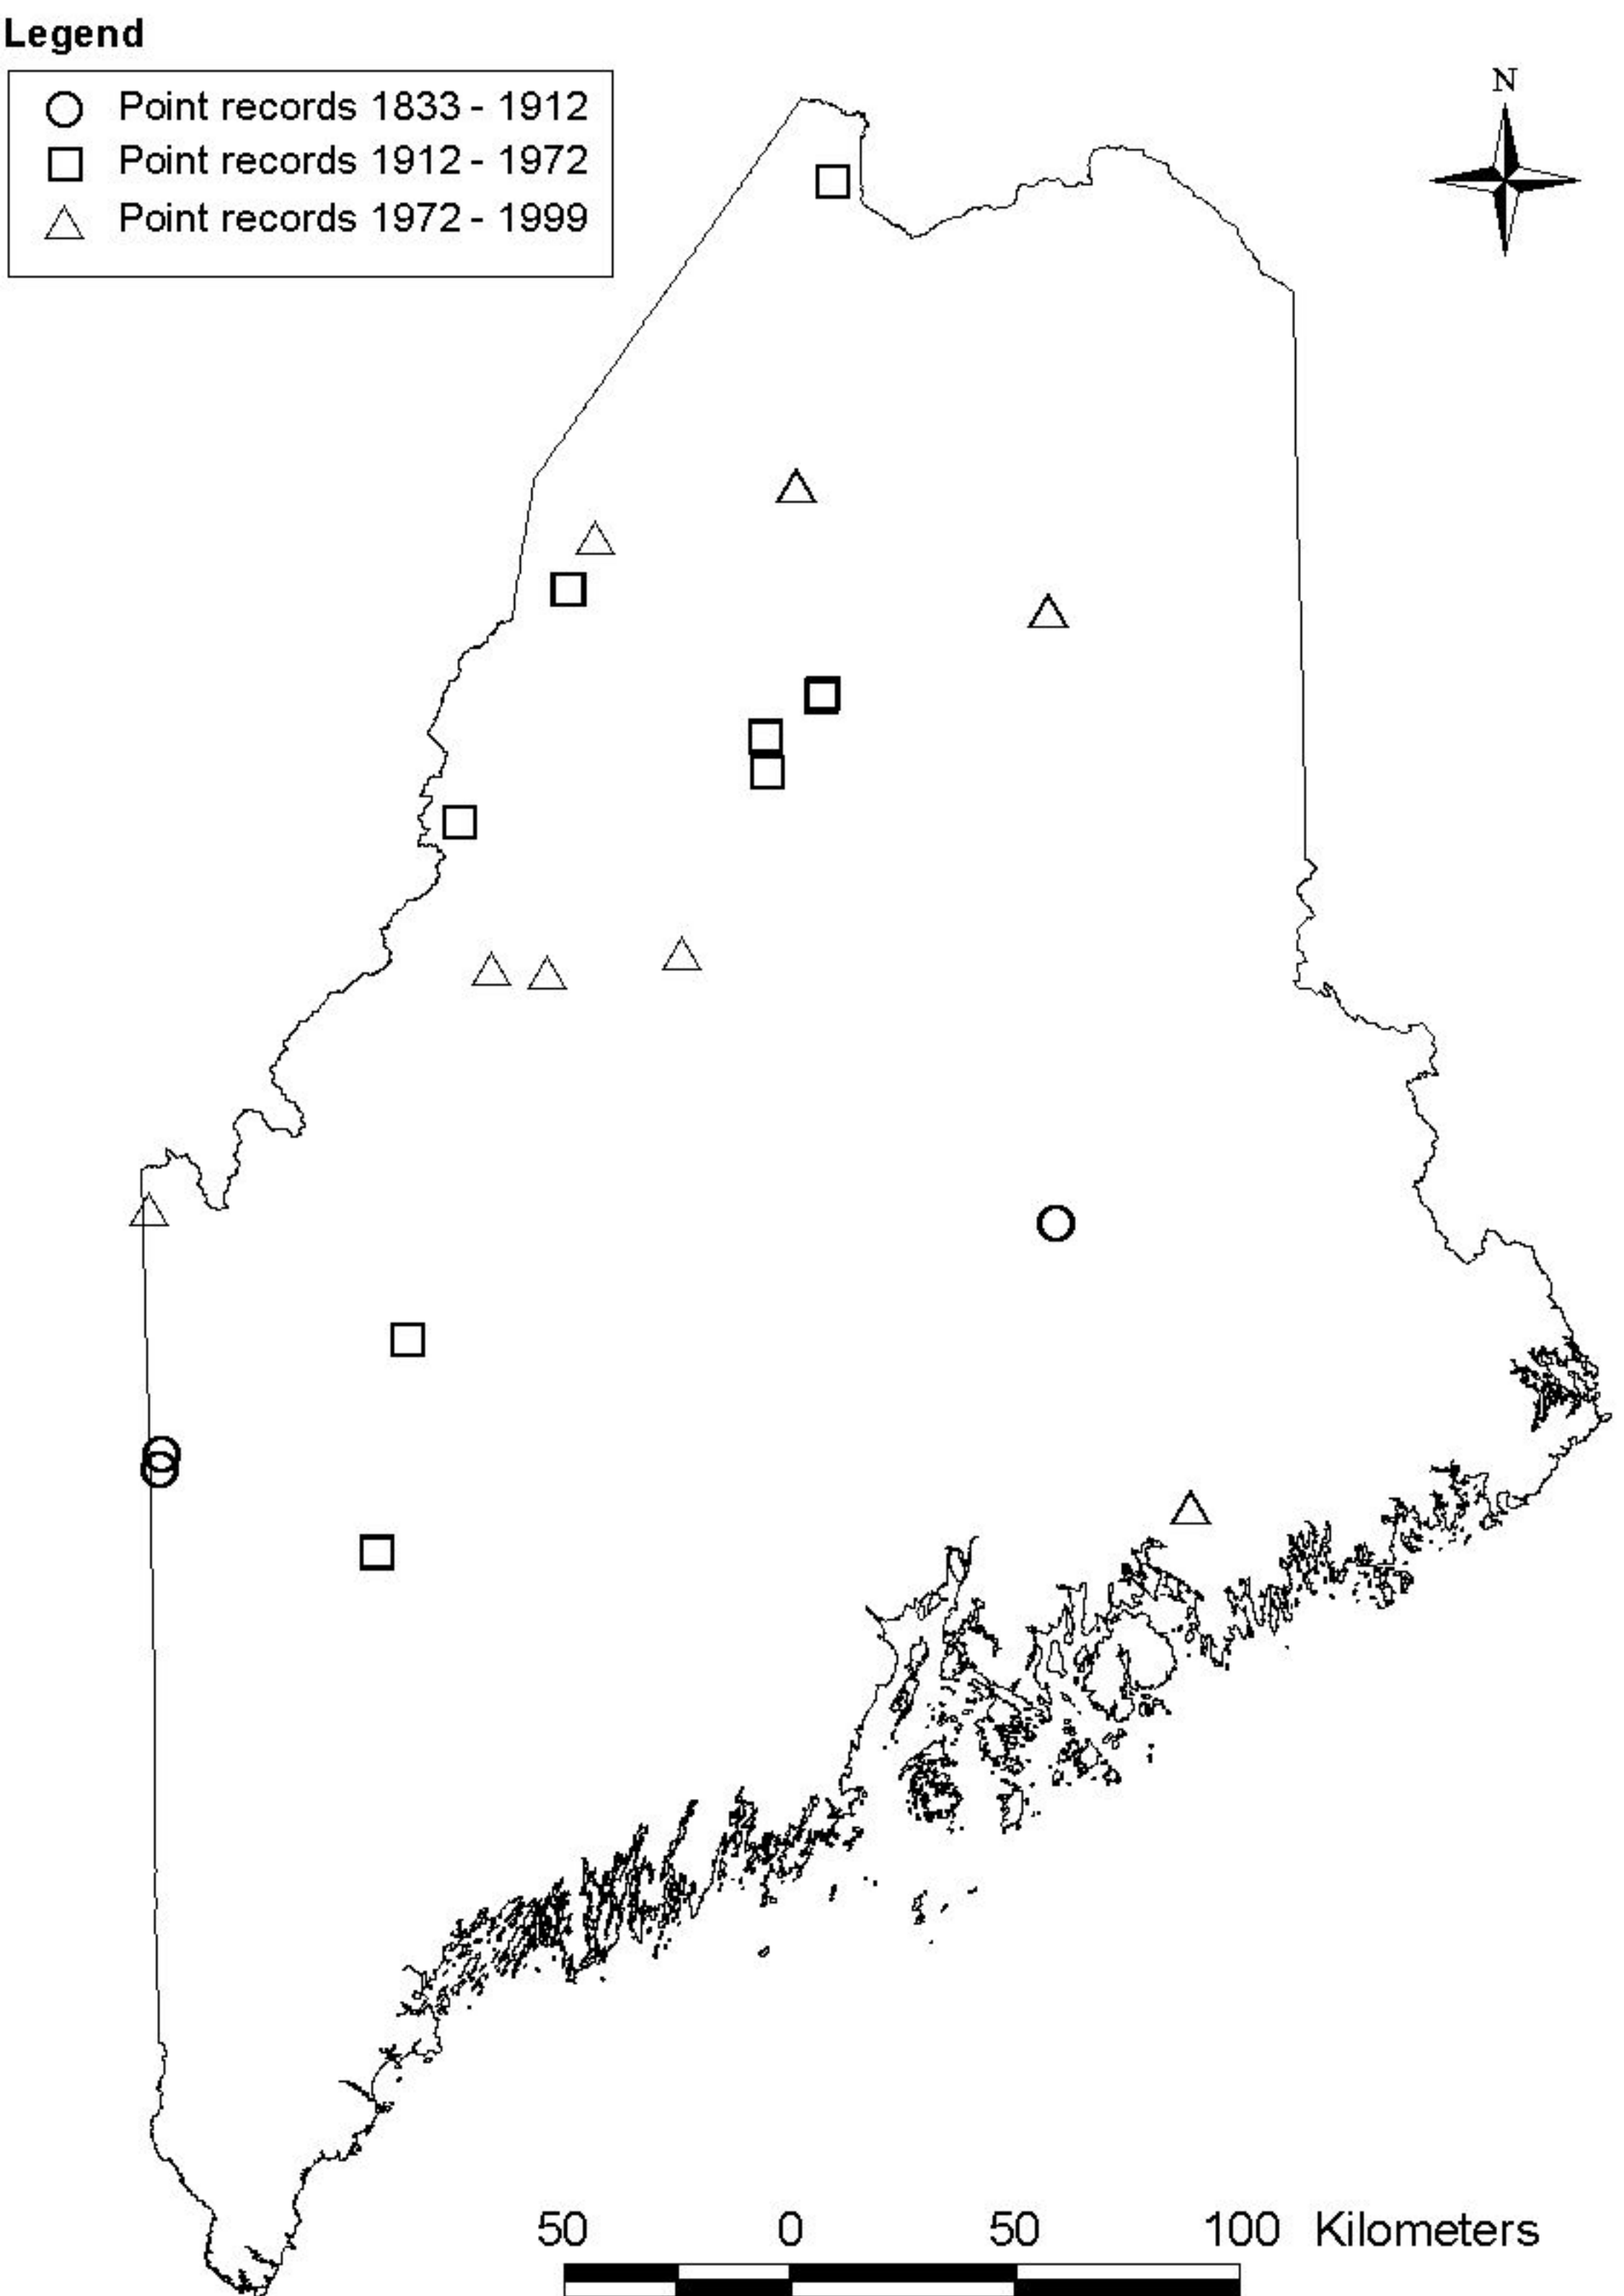 Legend
Point records 1833 - 1912
Point records 1912 - 1972
Point records 1972 - 1999
N
50 0 50 100 Kilometers